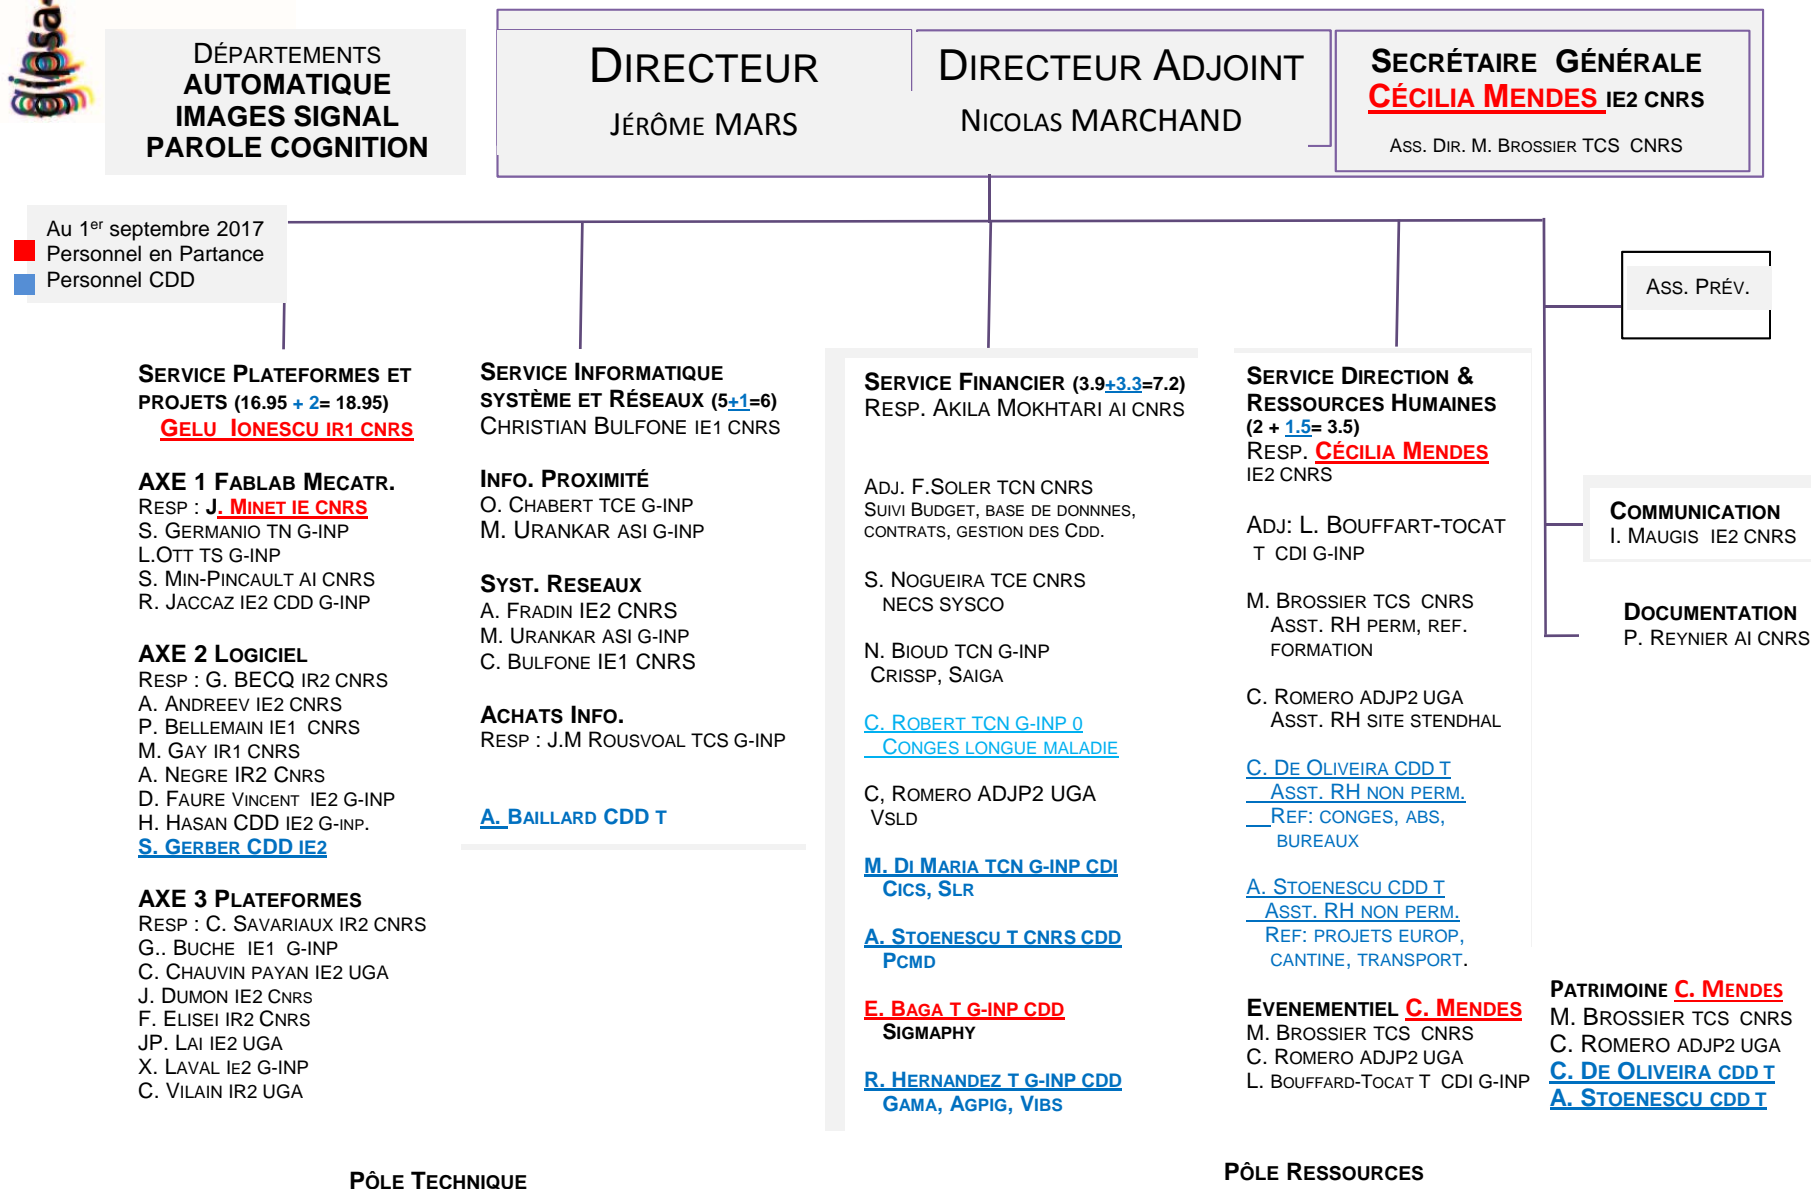 gipsa-
DÉPARTEMENTS
AUTOMATIQUE
IMAGES SIGNAL
PAROLE COGNITION
DIRECTEUR
JÉRÔME MARS
DIRECTEUR ADJOINT
NICOLAS MARCHAND
SECRÉTAIRE GÉNÉRALE
CÉCILIA MENDES IE2 CNRS
ASS. DIR. M. BROSSIER TCS CNRS
Au 1er septembre 2017
Personnel en Partance
Personnel CDD
ASS. PRÉV.
SERVICE PLATEFORMES ET
PROJETS (16.95 + 2= 18.95)
GELU IONESCU IR1 CNRS
AXE 1 FABLAB MECATR.
RESP : J. MINET IE CNRS
S. GERMANIO TN G-INP
L.OTT TS G-INP
S. MIN-PINCAULT AI CNRS
R. JACCAZ IE2 CDD G-INP
AXE 2 LOGICIEL
RESP : G. BECQ IR2 CNRS
A. ANDREEV IE2 CNRS
P. BELLEMAIN IE1 CNRS
M. GAY IR1 CNRS
A. NEGRE IR2 CNRS
D. FAURE VINCENT IE2 G-INP
H. HASAN CDD IE2 G-INP.
S. GERBER CDD IE2
AXE 3 PLATEFORMES
RESP : C. SAVARIAUX IR2 CNRS
G.. BUCHE IE1 G-INP
C. CHAUVIN PAYAN IE2 UGA
J. DUMON IE2 CNRS
F. ELISEI IR2 CNRS
JP. LAI IE2 UGA
X. LAVAL IE2 G-INP
C. VILAIN IR2 UGA
SERVICE INFORMATIQUE
SYSTÈME ET RÉSEAUX (5+1=6)
CHRISTIAN BULFONE IE1 CNRS
INFO. PROXIMITÉ
O. CHABERT TCE G-INP
M. URANKAR ASI G-INP
SYST. RESEAUX
A. FRADIN IE2 CNRS
M. URANKAR ASI G-INP
C. BULFONE IE1 CNRS
ACHATS INFO.
RESP : J.M ROUSVOAL TCS G-INP
A. BAILLARD CDD T
SERVICE FINANCIER (3.9+3.3=7.2)
RESP. AKILA MOKHTARI AI CNRS
ADJ. F.SOLER TCN CNRS
SUIVI BUDGET, BASE DE DONNNES,
CONTRATS, GESTION DES CDD.
S. NOGUEIRA TCE CNRS
NECS SYSCO
N. BIOUD TCN G-INP
CRISSP, SAIGA
C. ROBERT TCN G-INP 0
CONGES LONGUE MALADIE
C, ROMERO ADJP2 UGA
VSLD
M. DI MARIA TCN G-INP CDI
CICS, SLR
A. STOENESCU T CNRS CDD
PCMD
E. BAGA T G-INP CDD
SIGMAPHY
R. HERNANDEZ T G-INP CDD
GAMA, AGPIG, VIBS
SERVICE DIRECTION &
RESSOURCES HUMAINES
(2 + 1.5= 3.5)
RESP. CÉCILIA MENDES
IE2 CNRS
ADJ: L. BOUFFART-TOCAT
T CDI G-INP
M. BROSSIER TCS CNRS
ASST. RH PERM, REF.
FORMATION
C. ROMERO ADJP2 UGA
ASST. RH SITE STENDHAL
C. DE OLIVEIRA CDD T
ASST. RH NON PERM.
REF: CONGES, ABS,
BUREAUX
A. STOENESCU CDD T
ASST. RH NON PERM.
REF: PROJETS EUROP,
CANTINE, TRANSPORT.
EVENEMENTIEL C. MENDES
M. BROSSIER TCS CNRS
C. ROMERO ADJP2 UGA
L. BOUFFARD-TOCAT T CDI G-INP
COMMUNICATION
I. MAUGIS IE2 CNRS
DOCUMENTATION
P. REYNIER AI CNRS
PATRIMOINE C. MENDES
M. BROSSIER TCS CNRS
C. ROMERO ADJP2 UGA
C. DE OLIVEIRA CDD T
A. STOENESCU CDD T
PÔLE TECHNIQUE
PÔLE RESSOURCES